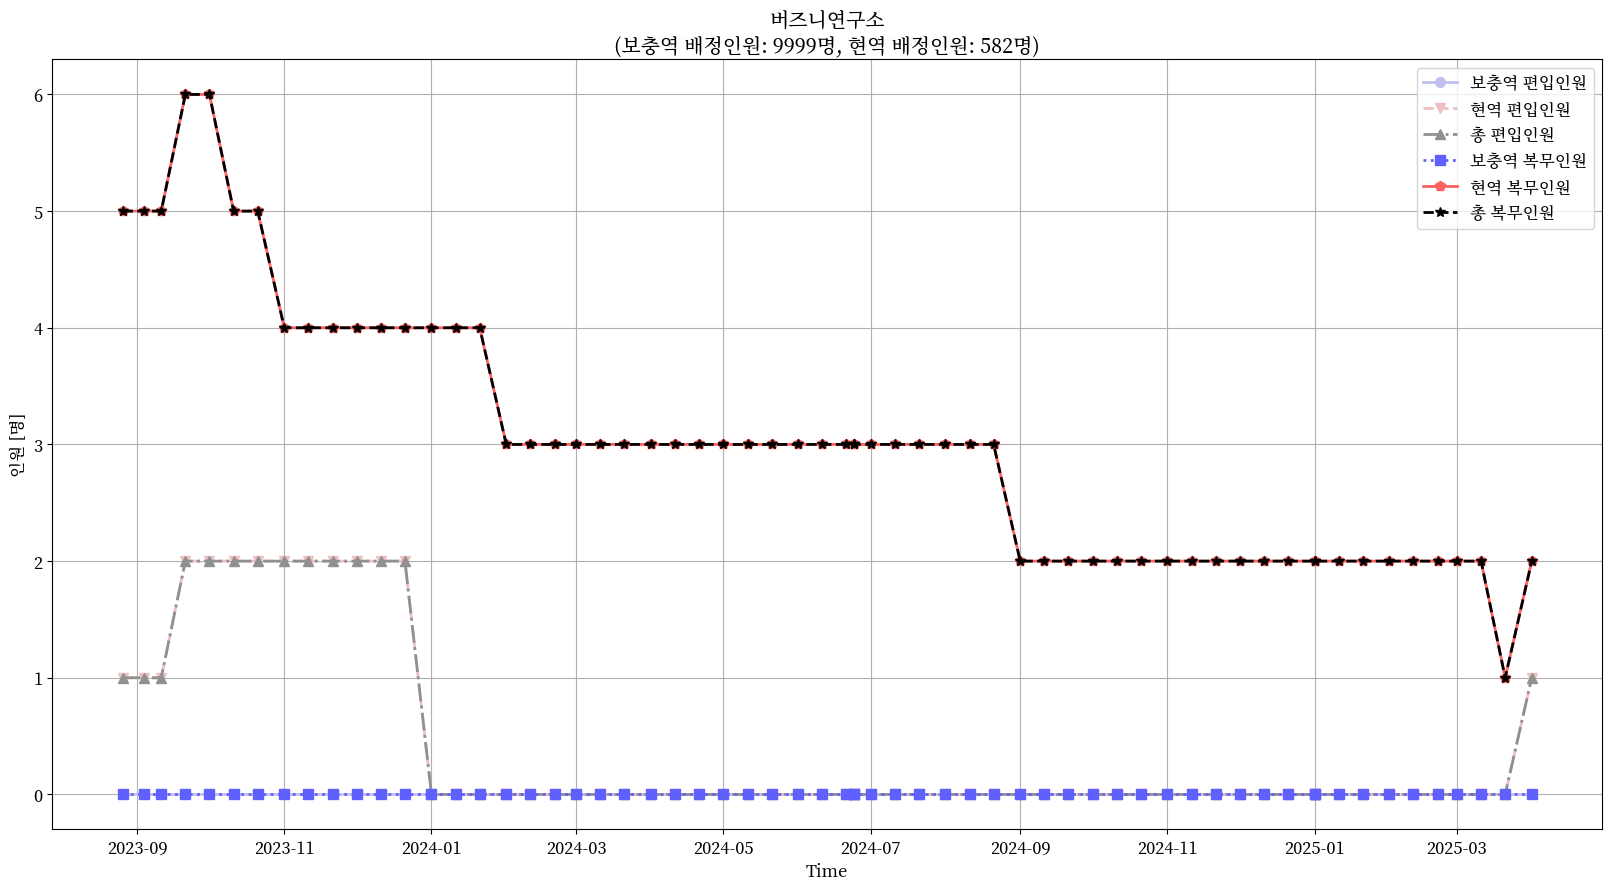 버즈니연구소
(보충역 배정인원: 9999명, 현역 배정인원: 582명)
보충역 편입인원
현역 편입인원
총 편입인원
보충역 복무인원
현역 복무인원
총 복무인원
인원 [명]
6
5
4
3
2
1
0
2023-09
2023-11
2024-01
2024-03
2024-05
2024-07
2024-09
2024-11
2025-01
2025-03
Time